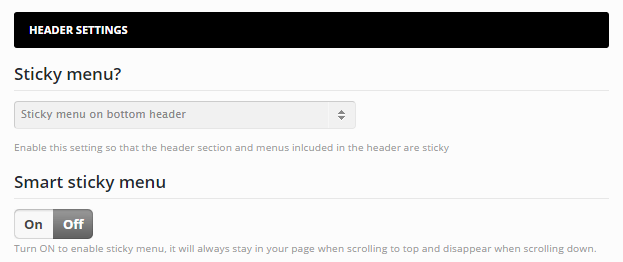 HEADER SETTINGS
Sticky menu?
Sticky menu on bottom header
Enable this setting so that the header section and menus inlcuded in the header are sticky
Smart sticky menu
On Off
Turn ON to enable sticky menu, it will always stay in your page when scrolling to top and disappear when scrolling down.